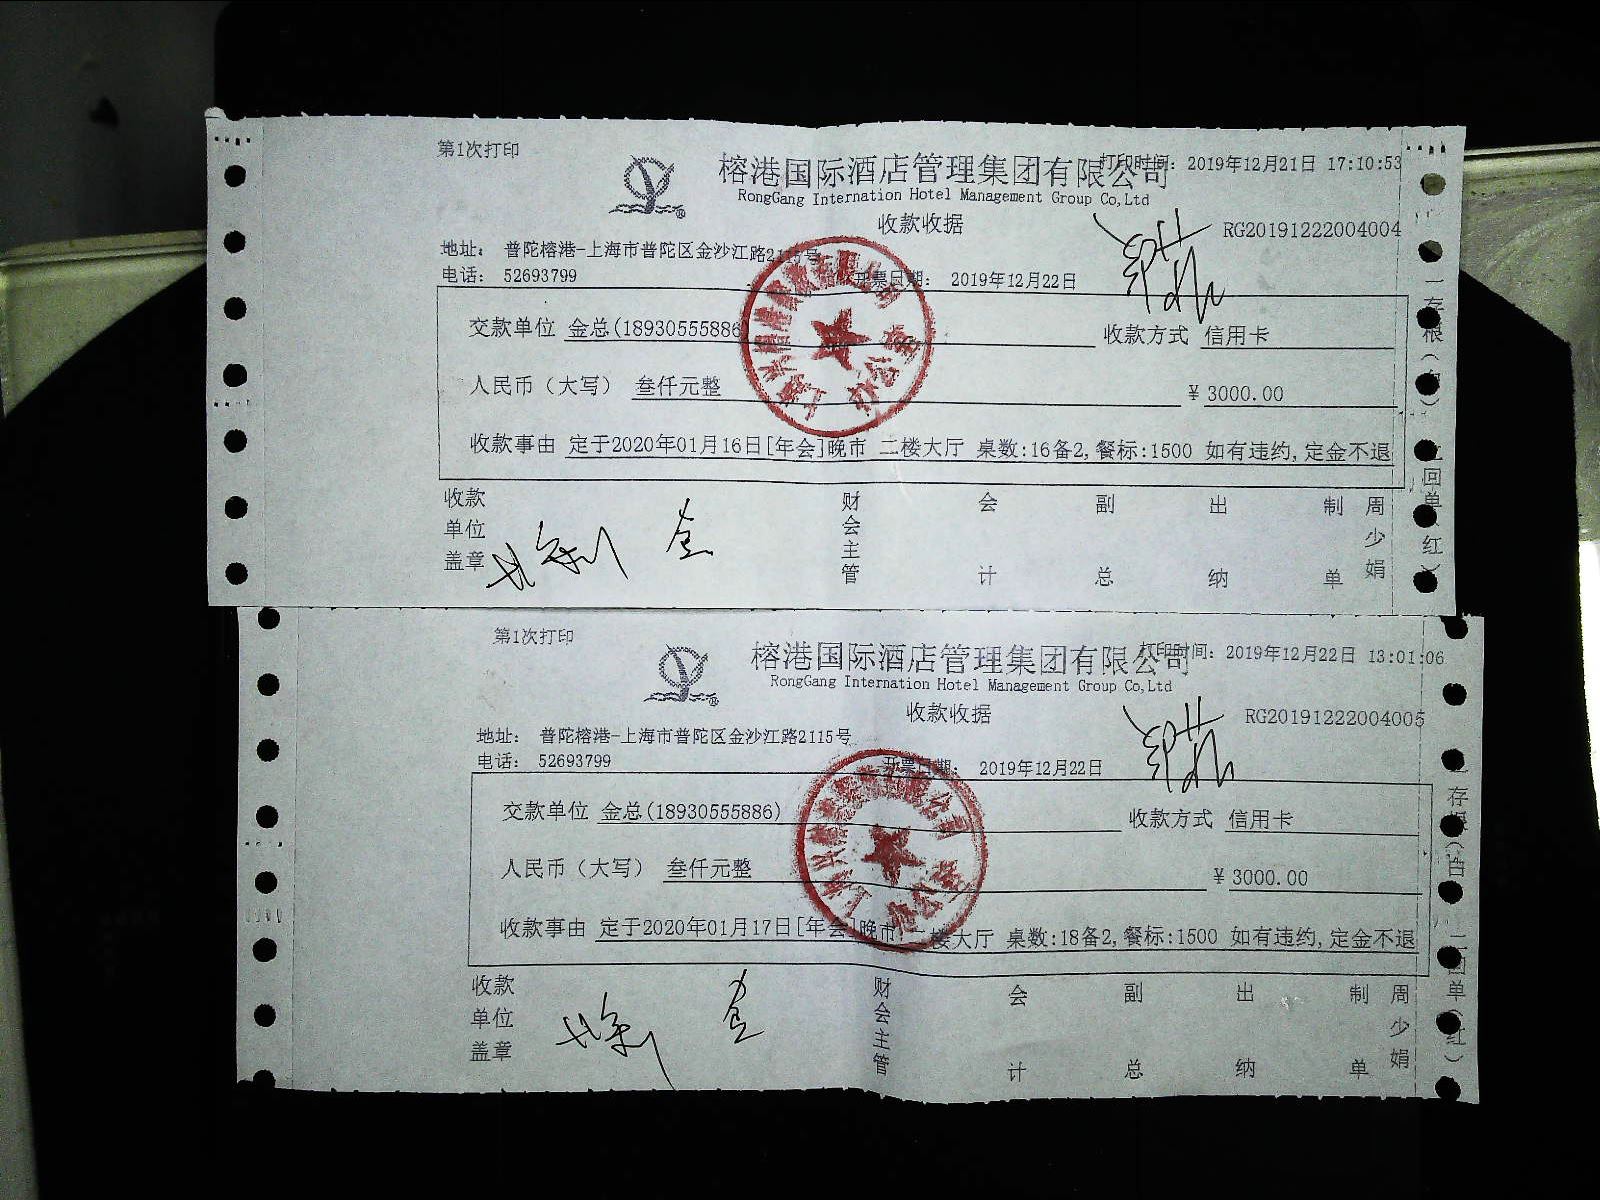 第1次打印
打印时间：2019年12月21日 17:10:53
榕港国际酒店管理集团有限公司
RongGang Internation Hotel Management Group Co,Ltd
收款收据
RG20191222004004
地址： 普陀榕港-上海市普陀区金沙江路2115号
电话： 52693799
开票日期： 2019年12月22日
交款单位 金总(18930555886)
收款方式 信用卡
人民币（大写） 叁仟元整
¥ 3000.00
收款事由 定于2020年01月16日[年会]晚市 二楼大厅 桌数:16备2,餐标:1500 如有违约,定金不退
收款单位盖章
财会主管
会计
副总
出纳
制单
周少娟
一存根（白）
二回单（红）
办公室
第1次打印
打印时间：2019年12月22日 13:01:06
榕港国际酒店管理集团有限公司
RongGang Internation Hotel Management Group Co,Ltd
收款收据
RG20191222004005
地址： 普陀榕港-上海市普陀区金沙江路2115号
电话： 52693799
开票日期： 2019年12月22日
交款单位 金总(18930555886)
收款方式 信用卡
人民币（大写） 叁仟元整
¥ 3000.00
收款事由 定于2020年01月17日[年会]晚市 二楼大厅 桌数:18备2,餐标:1500 如有违约,定金不退
收款单位盖章
财会主管
会计
副总
出纳
制单
周少娟
一存根（白）
二回单（红）
办公室